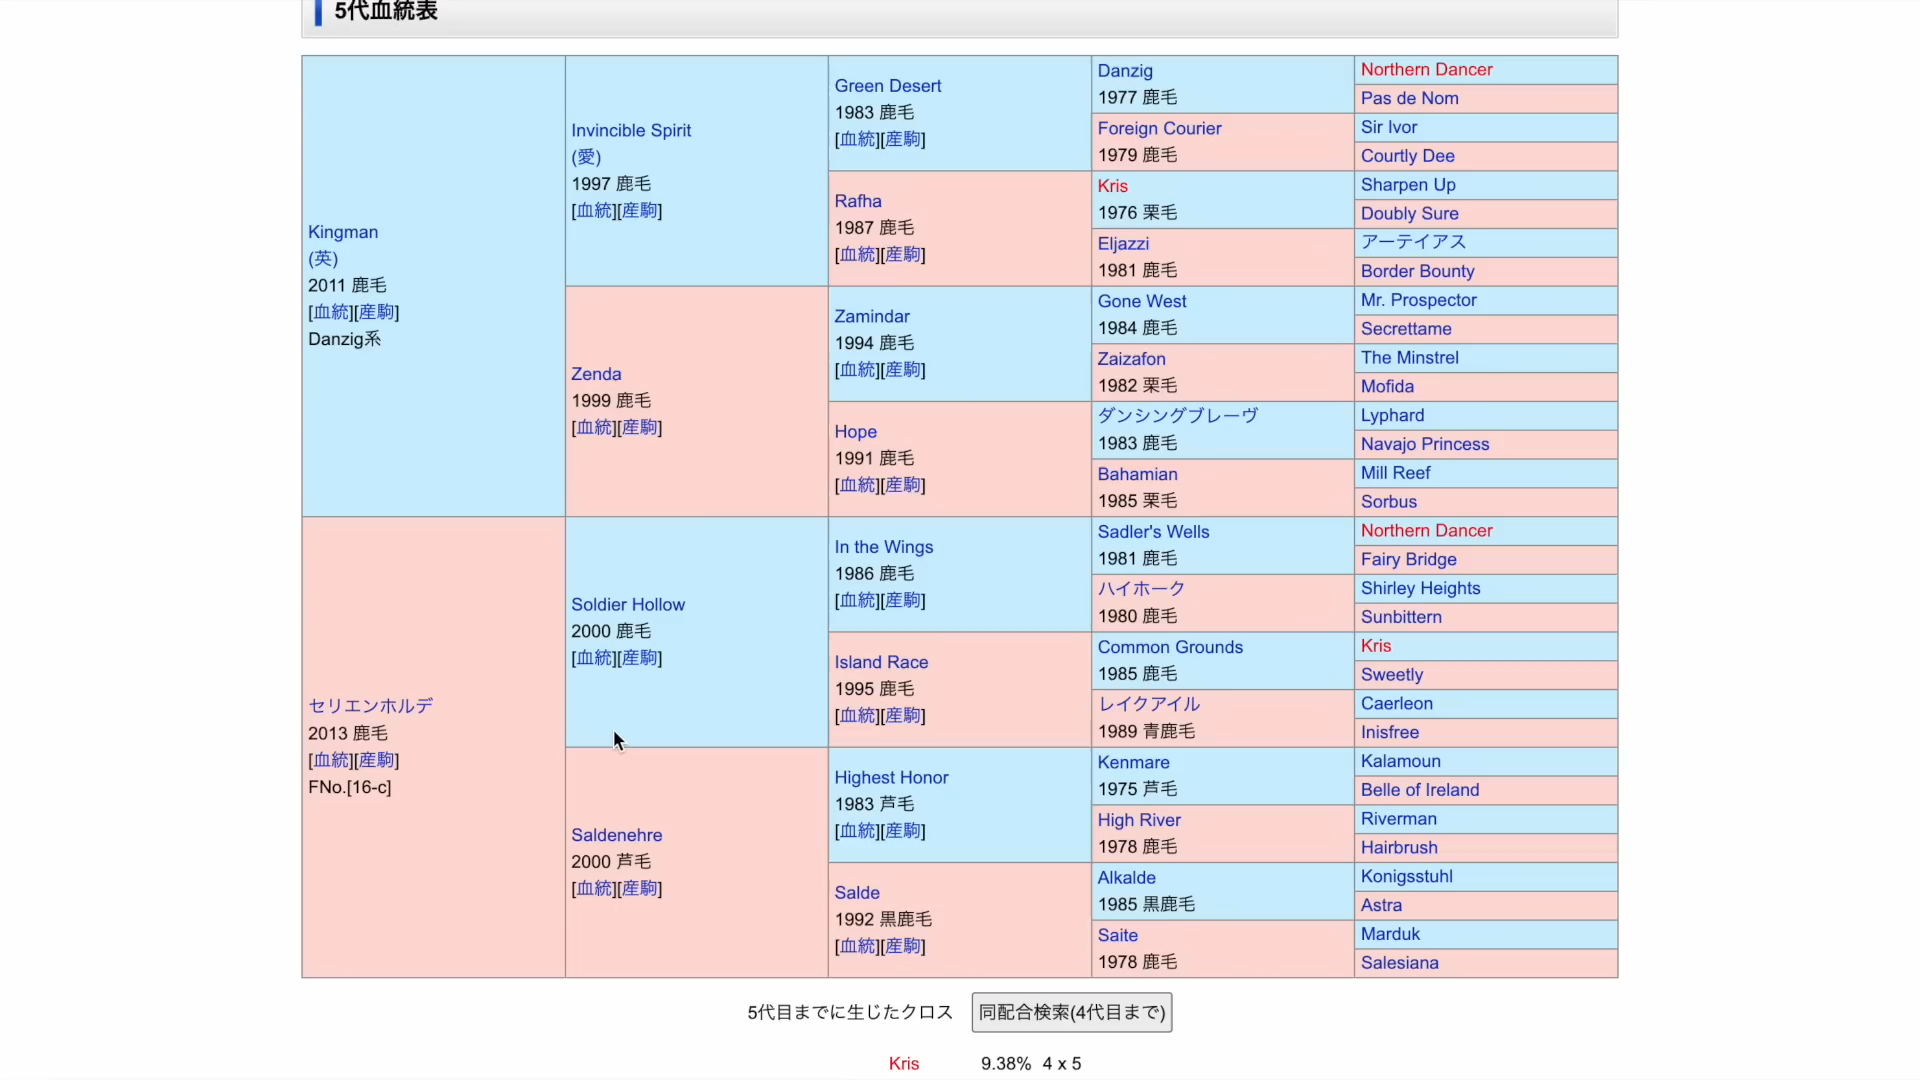 5代血統表
Kingman
(英)
2011 鹿毛
[血統][産駒]
Danzig系
Invincible Spirit
(愛)
1997 鹿毛
[血統][産駒]
Green Desert
1983 鹿毛
[血統][産駒]
Danzig
1977 鹿毛
Northern Dancer
Pas de Nom
Foreign Courier
1979 鹿毛
Sir Ivor
Courtly Dee
Rafha
1987 鹿毛
[血統][産駒]
Kris
1976 栗毛
Sharpen Up
Doubly Sure
Eljazzi
1981 鹿毛
アーテイアス
Border Bounty
Zenda
1999 鹿毛
[血統][産駒]
Zamindar
1994 鹿毛
[血統][産駒]
Gone West
1984 鹿毛
Mr. Prospector
Secrettame
Zaizafon
1982 栗毛
The Minstrel
Mofida
Hope
1991 鹿毛
[血統][産駒]
ダンシングブレーヴ
1983 鹿毛
Lyphard
Navajo Princess
Bahamian
1985 栗毛
Mill Reef
Sorbus
セリエンホルデ
2013 鹿毛
[血統][産駒]
FNo.[16-c]
Soldier Hollow
2000 鹿毛
[血統][産駒]
In the Wings
1986 鹿毛
[血統][産駒]
Sadler's Wells
1981 鹿毛
Northern Dancer
Fairy Bridge
ハイホーク
1980 鹿毛
Shirley Heights
Sunbittern
Island Race
1995 鹿毛
[血統][産駒]
Common Grounds
1985 鹿毛
Kris
Sweetly
レイクアイル
1989 青鹿毛
Caerleon
Inisfree
Saldenehre
2000 芦毛
[血統][産駒]
Highest Honor
1983 芦毛
[血統][産駒]
Kenmare
1975 芦毛
Kalamoun
Belle of Ireland
High River
1978 鹿毛
Riverman
Hairbrush
Salde
1992 黒鹿毛
[血統][産駒]
Alkalde
1985 黒鹿毛
Konigsstuhl
Astra
Saite
1978 鹿毛
Marduk
Salesiana
5代目までに生じたクロス 同配合検索(4代目まで)
Kris 9.38% 4 x 5